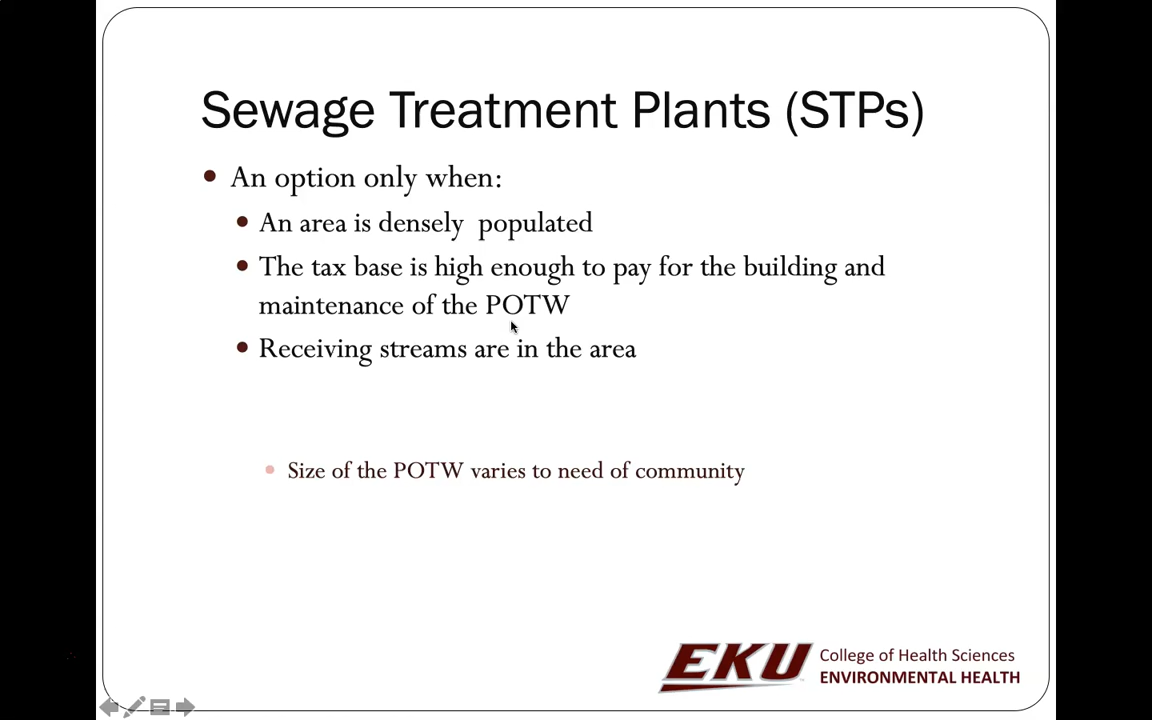 Sewage Treatment Plants (STPs)
An option only when:
An area is densely populated
The tax base is high enough to pay for the building and
maintenance of the POTW
Receiving streams are in the area
Size of the POTW varies to need of community
EKU
College of Health Sciences
ENVIRONMENTAL HEALTH